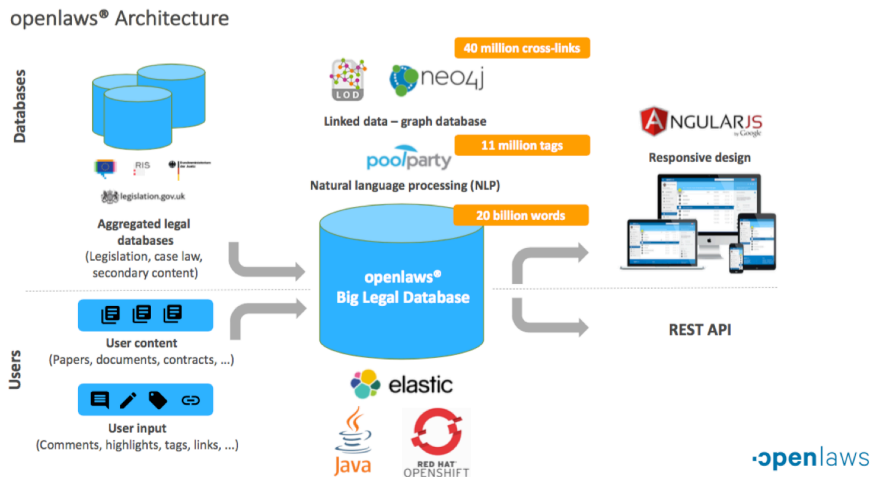 openlaws® Architecture
Databases
RIS
legislation.gov.uk
Aggregated legal
databases
(Legislation, case law,
secondary content)
LOD
neo4j
40 million cross-links
Linked data – graph database
poolparty
11 million tags
Natural language processing (NLP)
20 billion words
openlaws®
Big Legal Database
ANGULARJS
by Google
Responsive design
REST API
Users
User content
(Papers, documents, contracts, ...)
User input
(Comments, highlights, tags, links, ...)
elastic
Java
RED HAT®
OPENSHIFT
openlaws